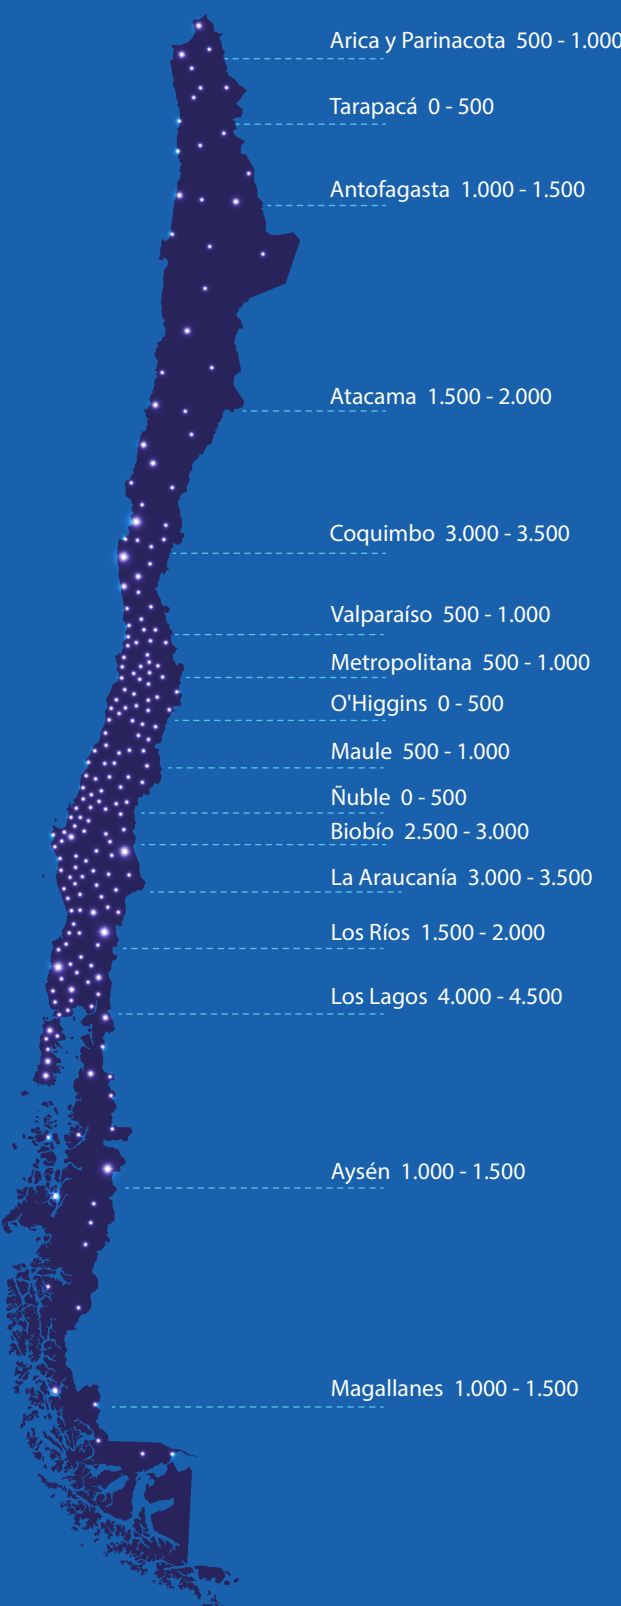 Arica y Parinacota 500 - 1.000
Tarapacá 0 - 500
Antofagasta 1.000 - 1.500
Atacama 1.500 - 2.000
Coquimbo 3.000 - 3.500
Valparaíso 500 - 1.000
Metropolitana 500 - 1.000
O'Higgins 0 - 500
Maule 500 - 1.000
Ñuble 0 - 500
Biobío 2.500 - 3.000
La Araucanía 3.000 - 3.500
Los Ríos 1.500 - 2.000
Los Lagos 4.000 - 4.500
Aysén 1.000 - 1.500
Magallanes 1.000 - 1.500